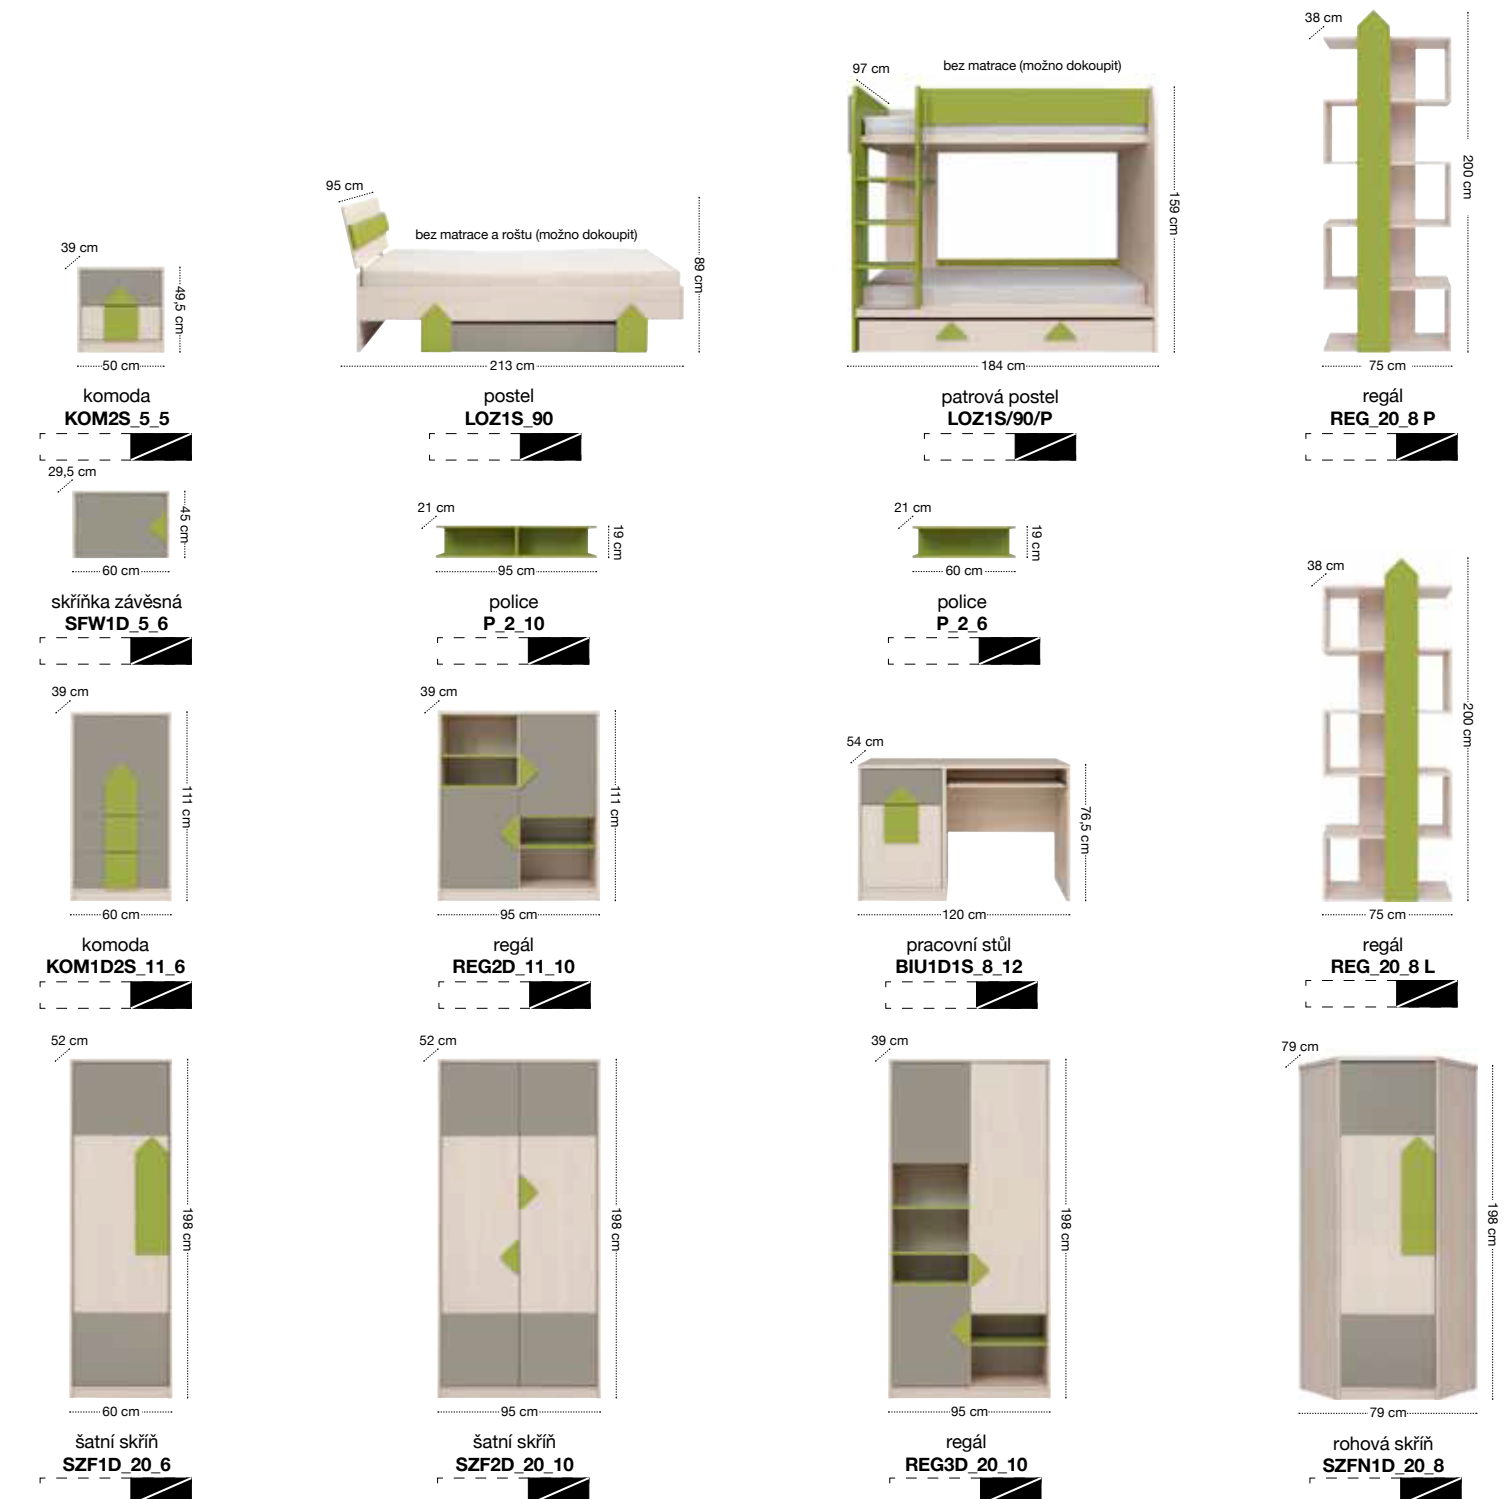 39 cm
49,5 cm
50 cm
komoda
KOM2S_5_5
95 cm
bez matrace a roštu (možno dokoupit)
89 cm
213 cm
postel
LOZ1S_90
97 cm
bez matrace (možno dokoupit)
159 cm
184 cm
patrová postel
LOZ1S/90/P
38 cm
200 cm
75 cm
regál
REG_20_8 P
29,5 cm
45 cm
60 cm
skříňka závěsná
SFW1D_5_6
21 cm
19 cm
95 cm
police
P_2_10
21 cm
19 cm
60 cm
police
P_2_6
38 cm
200 cm
75 cm
regál
REG_20_8 L
39 cm
111 cm
60 cm
komoda
KOM1D2S_11_6
39 cm
111 cm
95 cm
regál
REG2D_11_10
54 cm
76,5 cm
120 cm
pracovní stůl
BIU1D1S_8_12
52 cm
198 cm
60 cm
šatní skříň
SZF1D_20_6
52 cm
198 cm
95 cm
šatní skříň
SZF2D_20_10
39 cm
198 cm
95 cm
regál
REG3D_20_10
79 cm
198 cm
79 cm
rohová skříň
SZFN1D_20_8